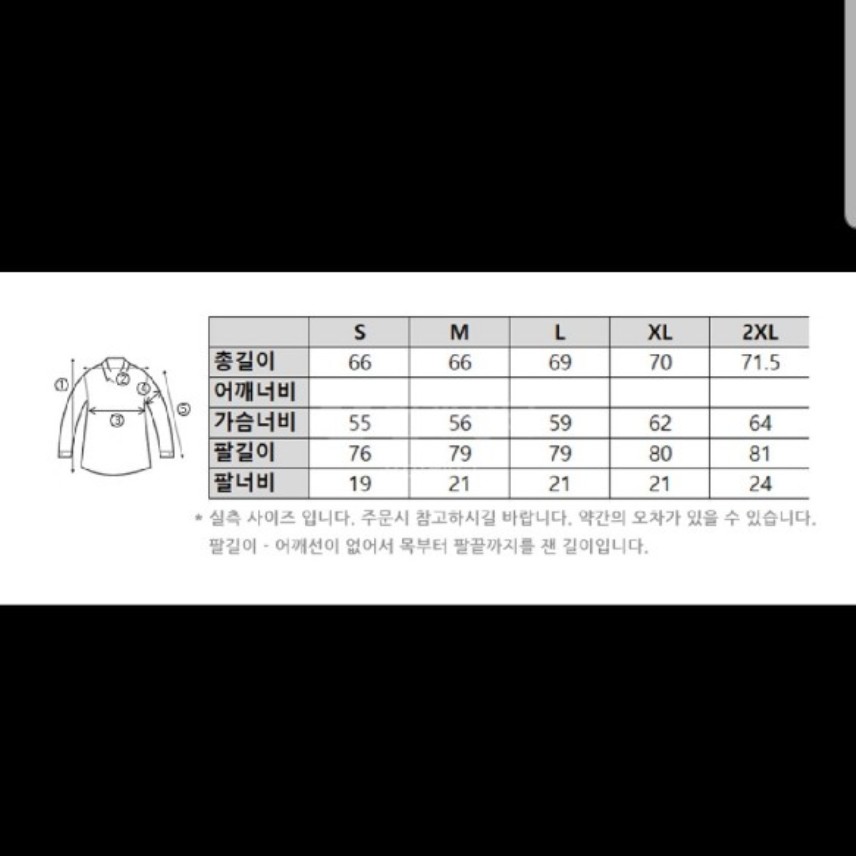 S M L XL 2XL
총길이 66 66 69 70 71.5
어깨너비
가슴너비 55 56 59 62 64
팔길이 76 79 79 80 81
팔너비 19 21 21 21 24
① ② ③ ④ ⑤
* 실측 사이즈 입니다. 주문시 참고하시길 바랍니다. 약간의 오차가 있을 수 있습니다.
팔길이 - 어깨선이 없어서 목부터 팔끝까지를 잰 길이입니다.